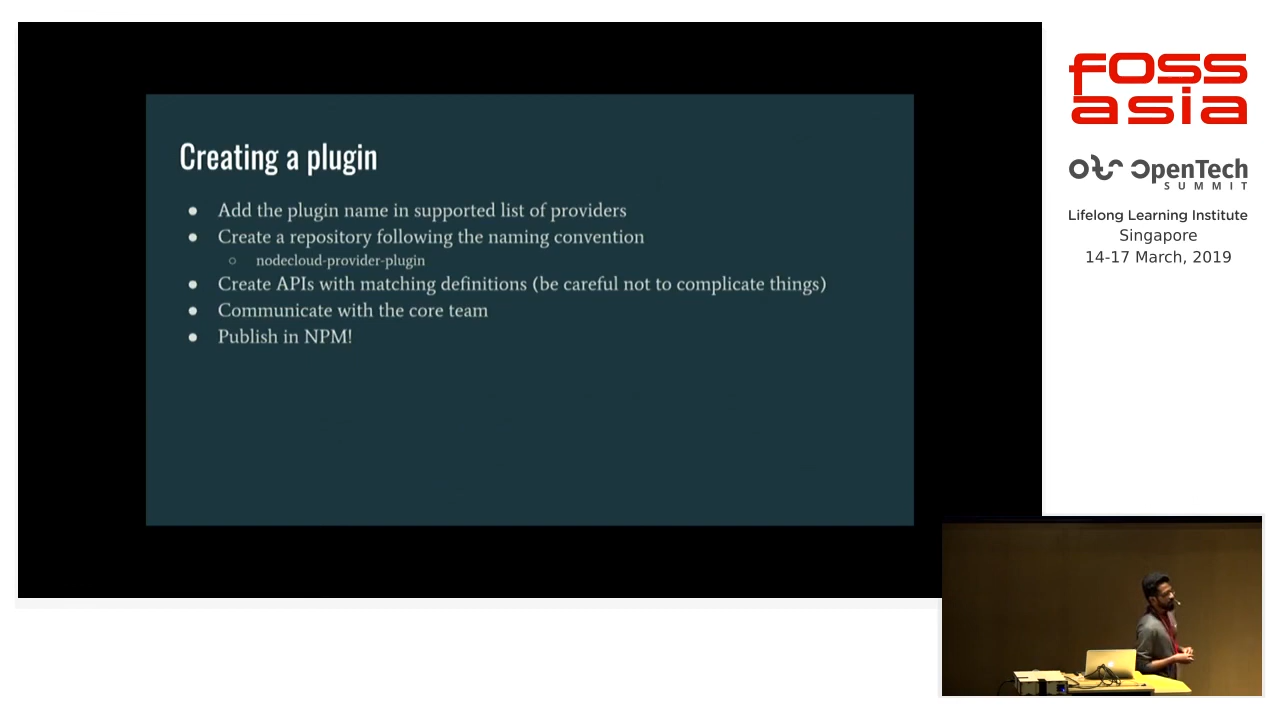 Creating a plugin
● Add the plugin name in supported list of providers
● Create a repository following the naming convention
○ nodecloud-provider-plugin
● Create APIs with matching definitions (be careful not to complicate things)
● Communicate with the core team
● Publish in NPM!
fOSS
asia
OpenTech
SUMMIT
Lifelong Learning Institute
Singapore
14-17 March, 2019